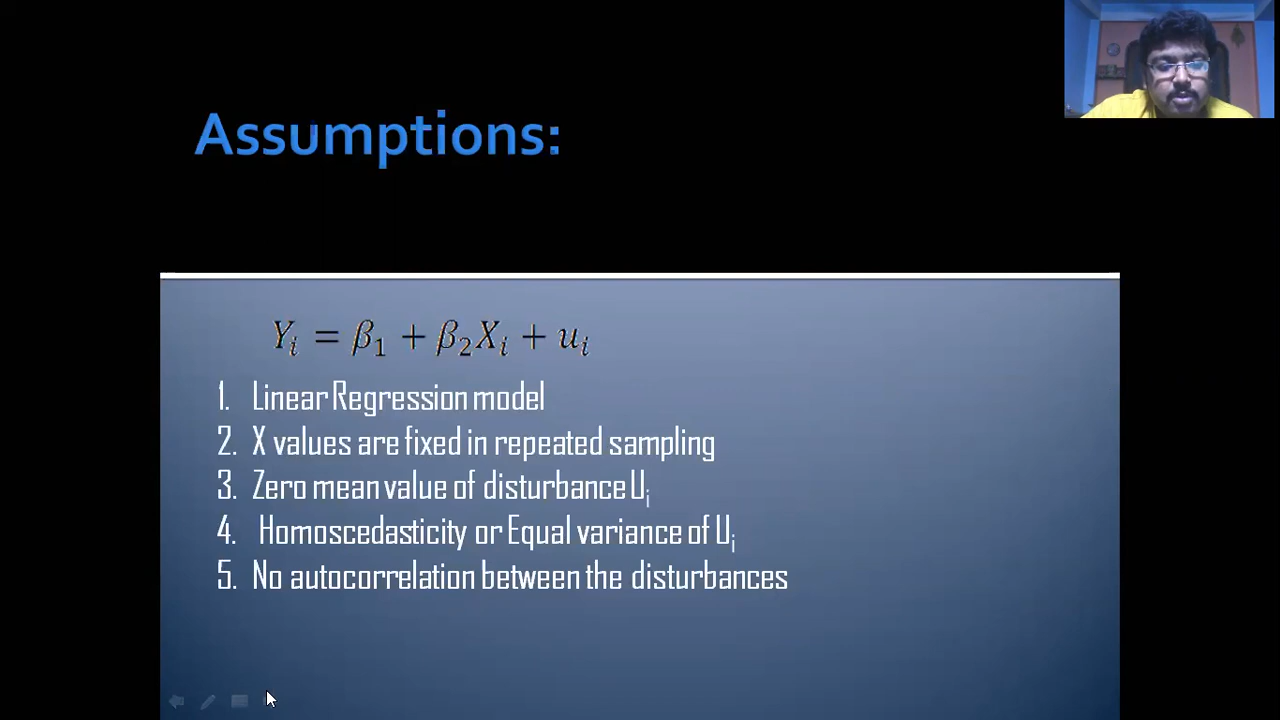 Assumptions:
Yᵢ = β₁ + β₂Xᵢ + uᵢ
1. Linear Regression model
2. X values are fixed in repeated sampling
3. Zero mean value of disturbance Uᵢ
4. Homoscedasticity or Equal variance of Uᵢ
5. No autocorrelation between the disturbances